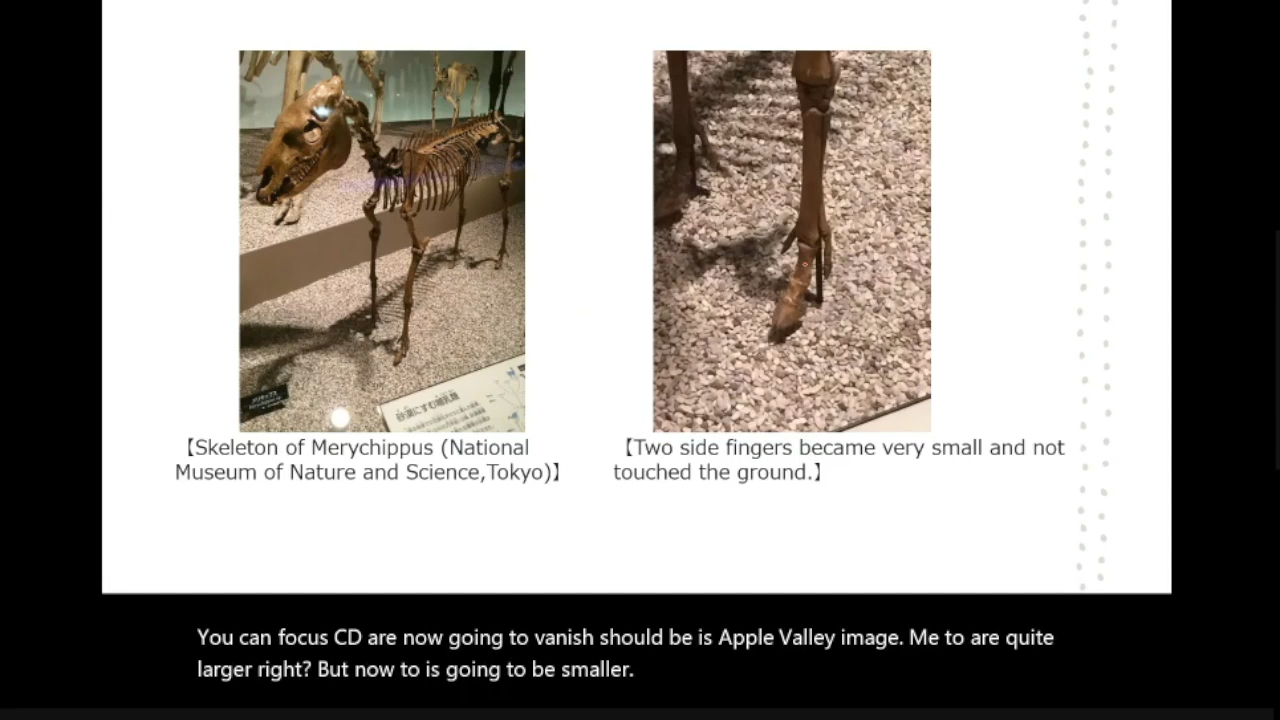 【Skeleton of Merychippus (National
Museum of Nature and Science,Tokyo)】
【Two side fingers became very small and not
touched the ground.】
You can focus CD are now going to vanish should be is Apple Valley image. Me to are quite
larger right? But now to is going to be smaller.